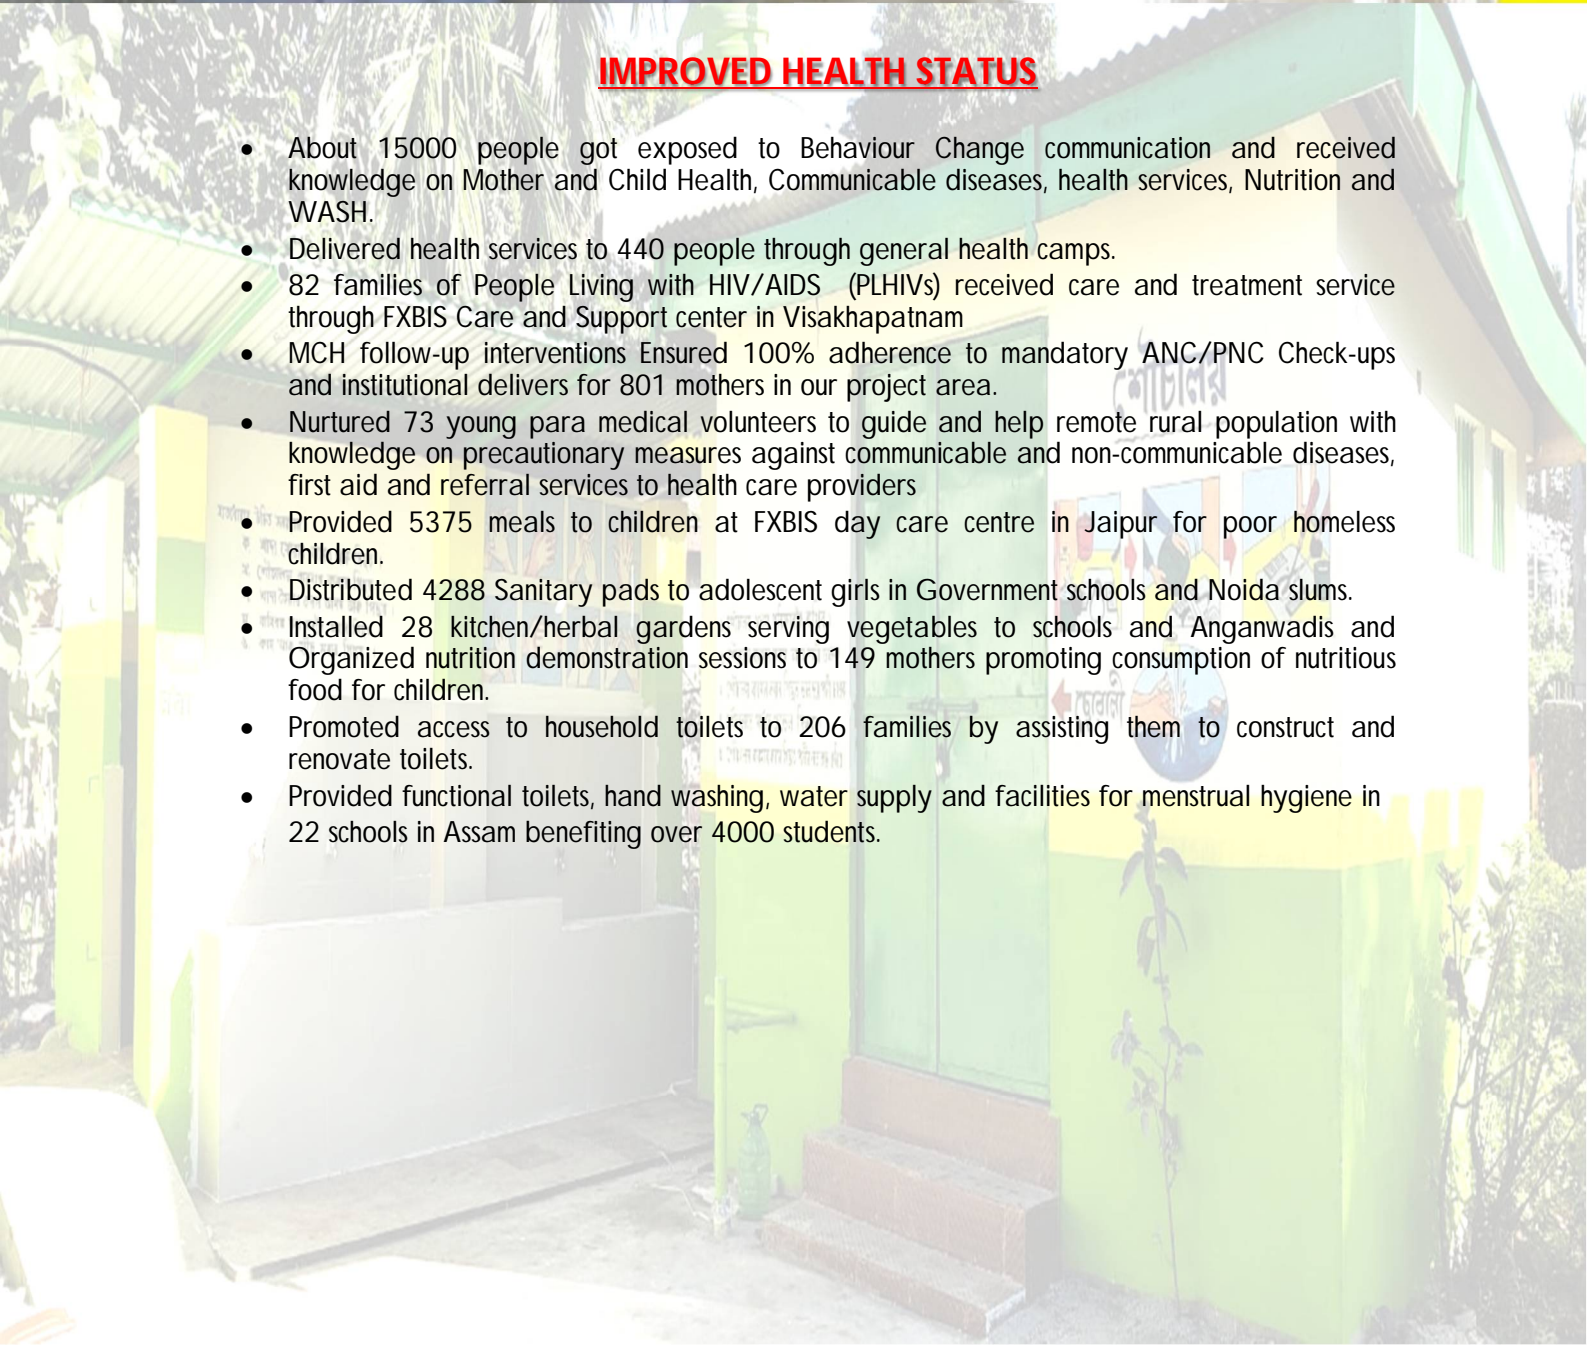 IMPROVED HEALTH STATUS
• About 15000 people got exposed to Behaviour Change communication and received
knowledge on Mother and Child Health, Communicable diseases, health services, Nutrition and
WASH.
• Delivered health services to 440 people through general health camps.
• 82 families of People Living with HIV/AIDS (PLHIVs) received care and treatment service
through FXBIS Care and Support center in Visakhapatnam
• MCH follow-up interventions Ensured 100% adherence to mandatory ANC/PNC Check-ups
and institutional delivers for 801 mothers in our project area.
• Nurtured 73 young para medical volunteers to guide and help remote rural population with
knowledge on precautionary measures against communicable and non-communicable diseases,
first aid and referral services to health care providers
• Provided 5375 meals to children at FXBIS day care centre in Jaipur for poor homeless
children.
• Distributed 4288 Sanitary pads to adolescent girls in Government schools and Noida slums.
• Installed 28 kitchen/herbal gardens serving vegetables to schools and Anganwadis and
Organized nutrition demonstration sessions to 149 mothers promoting consumption of nutritious
food for children.
• Promoted access to household toilets to 206 families by assisting them to construct and
renovate toilets.
• Provided functional toilets, hand washing, water supply and facilities for menstrual hygiene in
22 schools in Assam benefiting over 4000 students.
শৌচালয়
ছোৱালী